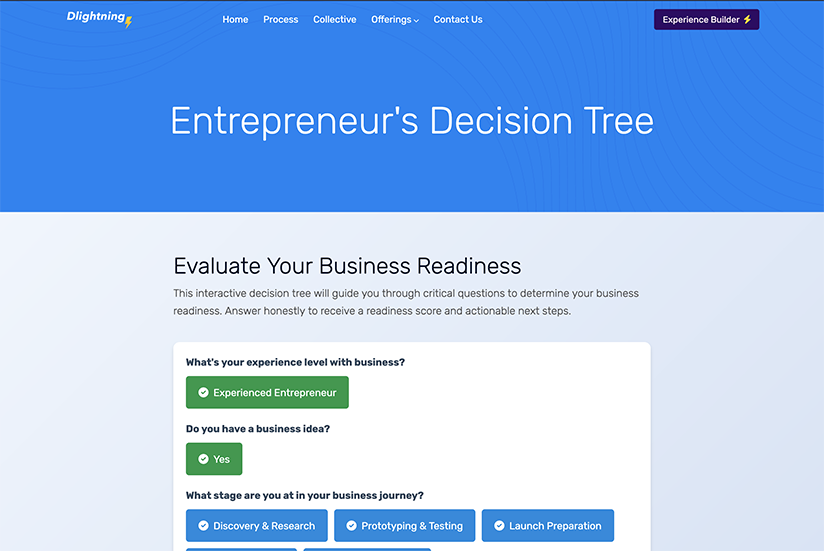 Dlightning
Home Process Collective Offerings Contact Us
Experience Builder
Entrepreneur's Decision Tree
Evaluate Your Business Readiness
This interactive decision tree will guide you through critical questions to determine your business
readiness. Answer honestly to receive a readiness score and actionable next steps.
What's your experience level with business?
Experienced Entrepreneur
Do you have a business idea?
Yes
What stage are you at in your business journey?
Discovery & Research Prototyping & Testing Launch Preparation